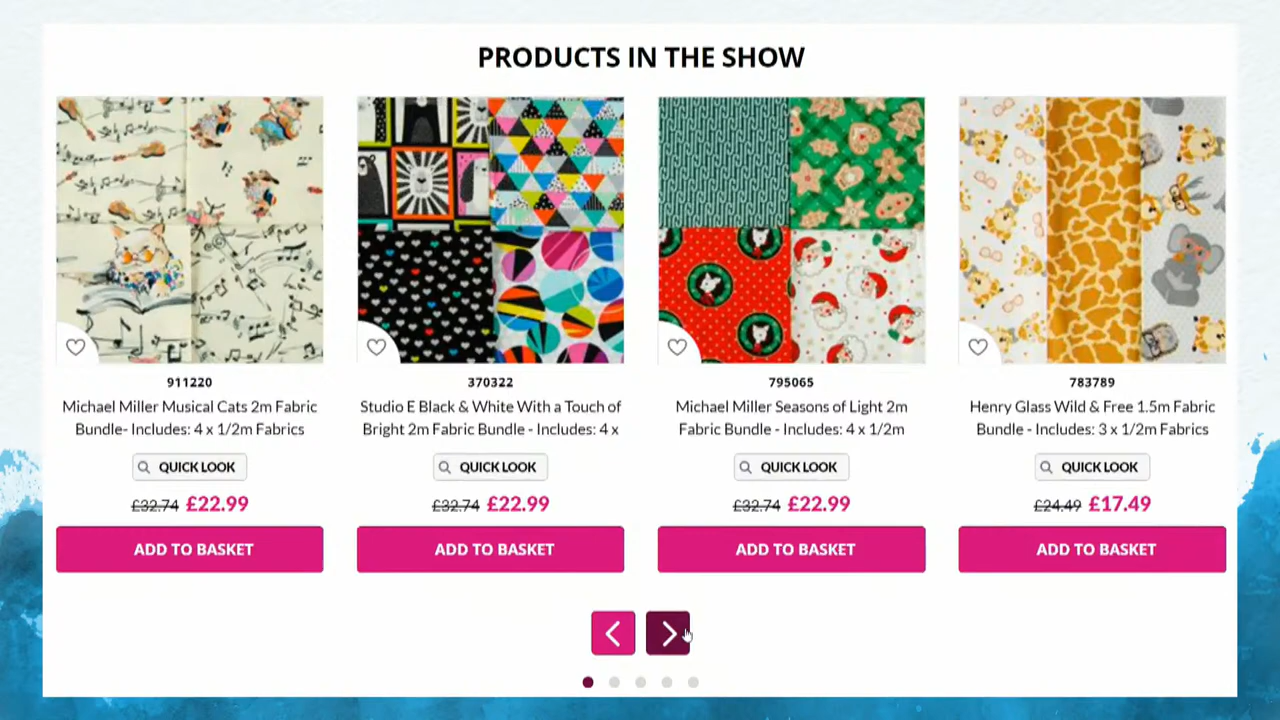 PRODUCTS IN THE SHOW
911220
Michael Miller Musical Cats 2m Fabric
Bundle- Includes: 4 x 1/2m Fabrics
QUICK LOOK
£32.74 £22.99
ADD TO BASKET
370322
Studio E Black & White With a Touch of
Bright 2m Fabric Bundle - Includes: 4 x
QUICK LOOK
£32.74 £22.99
ADD TO BASKET
795065
Michael Miller Seasons of Light 2m
Fabric Bundle - Includes: 4 x 1/2m
QUICK LOOK
£32.74 £22.99
ADD TO BASKET
783789
Henry Glass Wild & Free 1.5m Fabric
Bundle - Includes: 3 x 1/2m Fabrics
QUICK LOOK
£24.49 £17.49
ADD TO BASKET